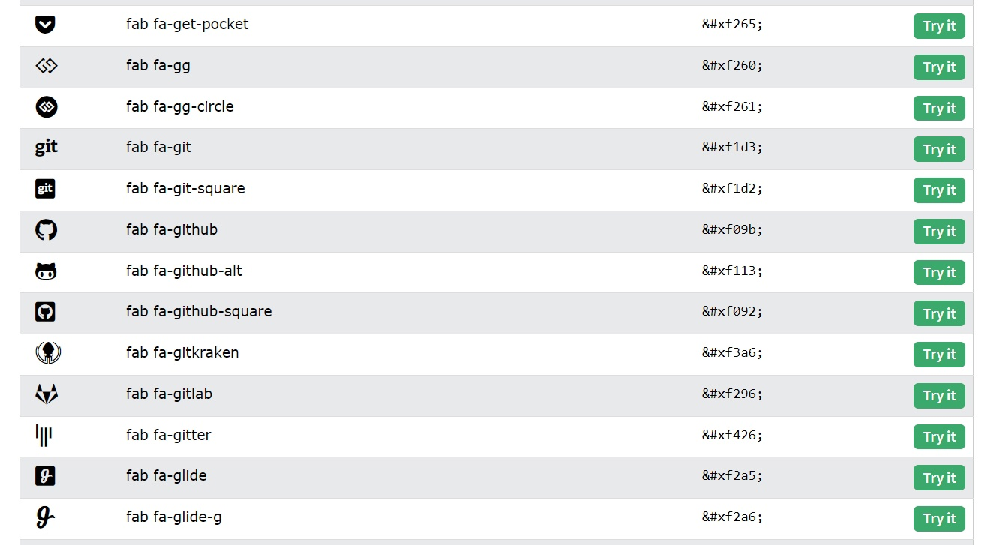 fab fa-get-pocket &#xf265; Try it
fab fa-gg &#xf260; Try it
fab fa-gg-circle &#xf261; Try it
git fab fa-git &#xf1d3; Try it
git fab fa-git-square &#xf1d2; Try it
fab fa-github &#xf09b; Try it
fab fa-github-alt &#xf113; Try it
fab fa-github-square &#xf092; Try it
fab fa-gitkraken &#xf3a6; Try it
fab fa-gitlab &#xf296; Try it
fab fa-gitter &#xf426; Try it
fab fa-glide &#xf2a5; Try it
fab fa-glide-g &#xf2a6; Try it